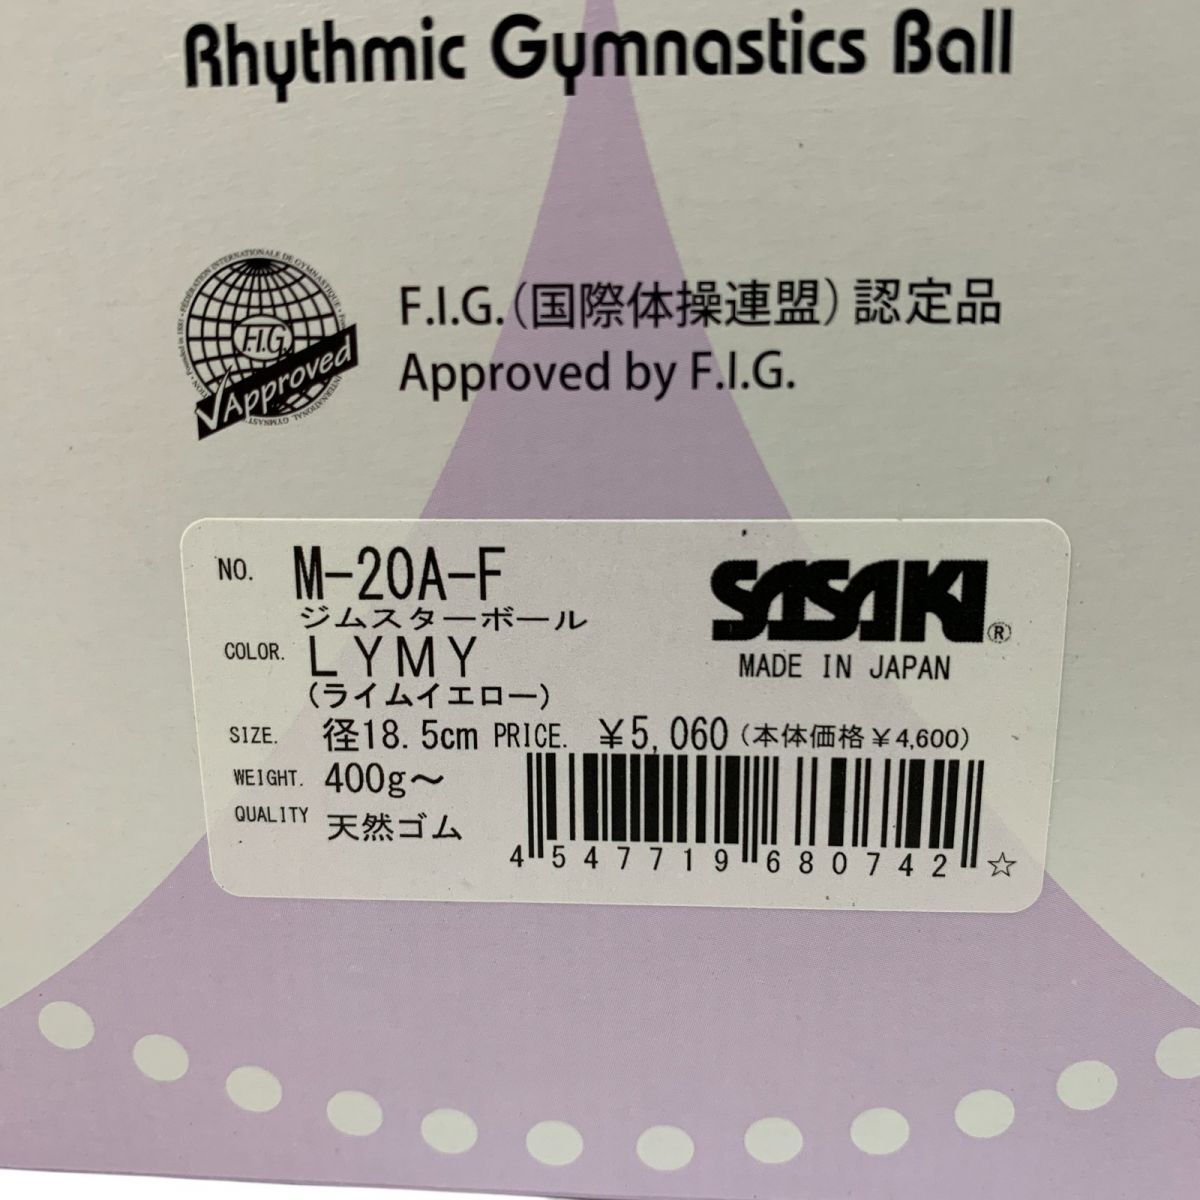 Rhythmic Gymnastics Ball
F.I.G.
Approved
F.I.G.(国際体操連盟)認定品
Approved by F.I.G.
NO. M-20A-F
ジムスターボール
COLOR. LYMY
(ライムイエロー)
SASAKI®
MADE IN JAPAN
SIZE. 径18.5cm PRICE. ¥5,060(本体価格¥4,600)
WEIGHT. 400g~
QUALITY 天然ゴム
4547719680742☆